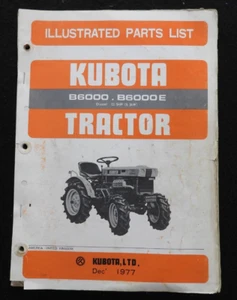 ILLUSTRATED PARTS LIST
KUBOTA
B6000. B6000E
TRACTOR
KUBOTA, LTD.
Dec' 1977